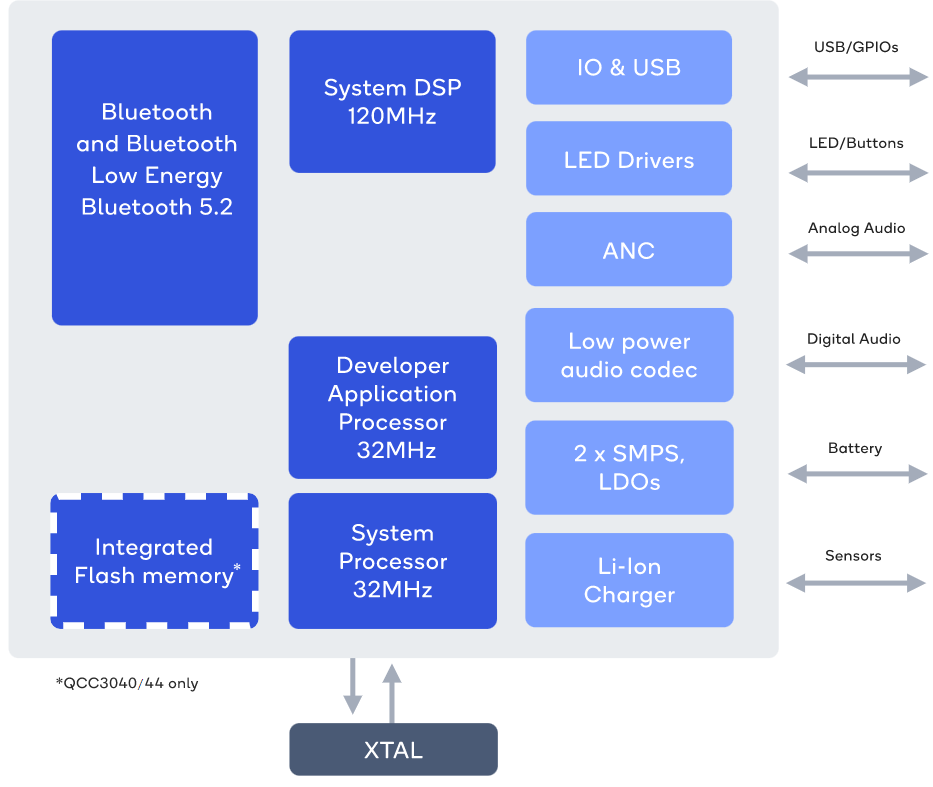 Bluetooth
and Bluetooth
Low Energy
Bluetooth 5.2
System DSP
120MHz
IO & USB
LED Drivers
ANC
Developer
Application
Processor
32MHz
Low power
audio codec
2 x SMPS,
LDOs
Integrated
Flash memory*
System
Processor
32MHz
Li-Ion
Charger
USB/GPIOs
LED/Buttons
Analog Audio
Digital Audio
Battery
Sensors
*QCC3040/44 only
XTAL